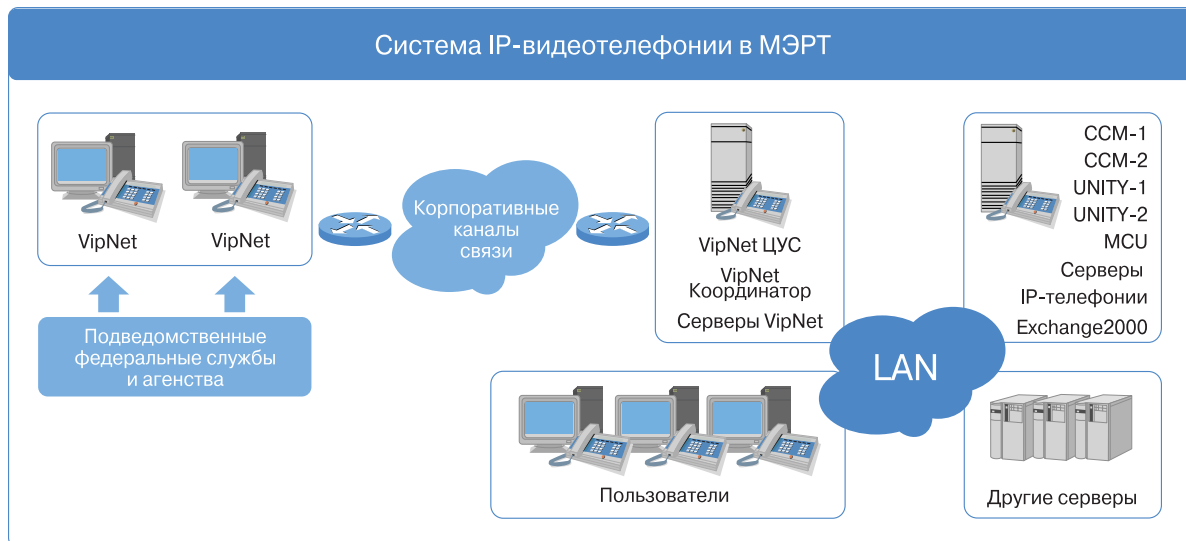 Система IP-видеотелефонии в МЭРТ
VipNet
VipNet
Подведомственные
федеральные службы
и агенства
Корпоративные
каналы
связи
VipNet ЦУС
VipNet
Координатор
Серверы VipNet
CCM-1
CCM-2
UNITY-1
UNITY-2
MCU
Серверы
IP-телефонии
Exchange2000
LAN
Пользователи
Другие серверы